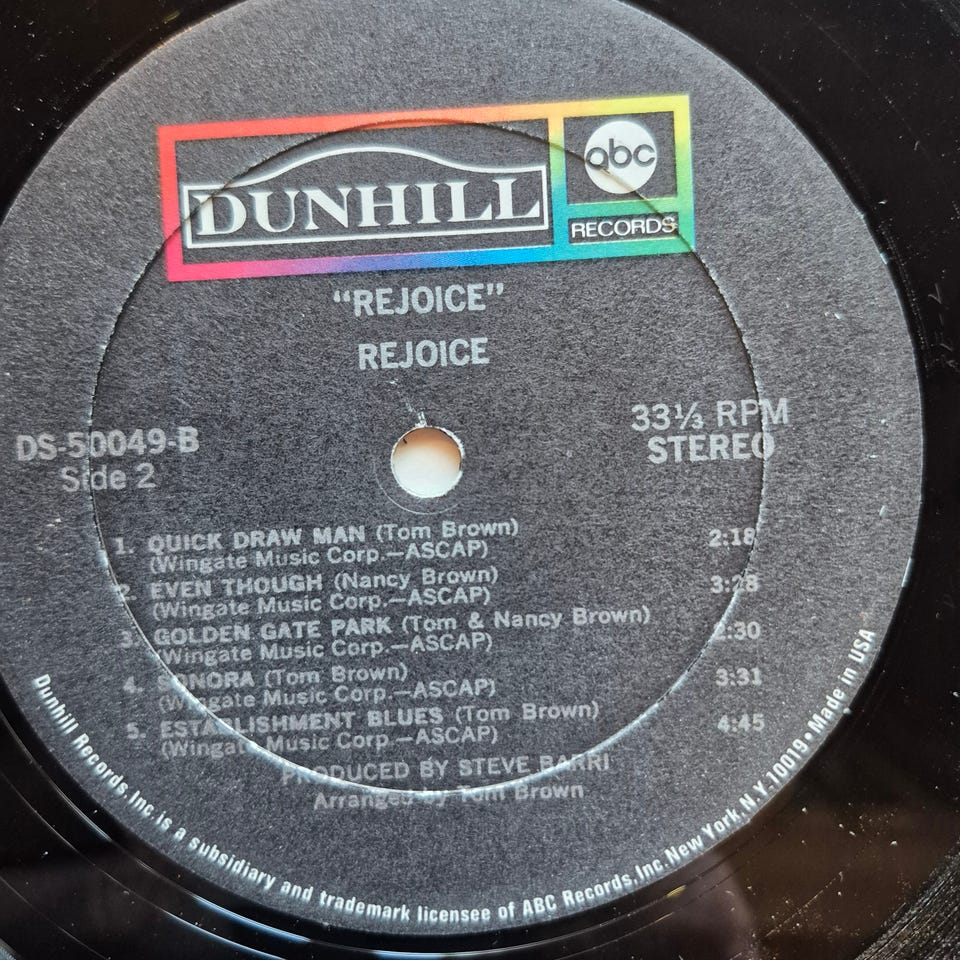 DUNHILL
abc
RECORDS
"REJOICE"
REJOICE
DS-50049-B
Side 2
33⅓ RPM
STEREO
1. QUICK DRAW MAN (Tom Brown) 2:18
(Wingate Music Corp.—ASCAP)
2. EVEN THOUGH (Nancy Brown) 3:28
(Wingate Music Corp.—ASCAP)
3. GOLDEN GATE PARK (Tom & Nancy Brown) 2:30
(Wingate Music Corp.—ASCAP)
4. SONORA (Tom Brown) 3:31
(Wingate Music Corp.—ASCAP)
5. ESTABLISHMENT BLUES (Tom Brown) 4:45
(Wingate Music Corp.—ASCAP)
PRODUCED BY STEVE BARRI
Arranged by Tom Brown
Dunhill Records, Inc. is a subsidiary and trademark licensee of ABC Records, Inc. New York, N.Y. 10019 • Made in USA